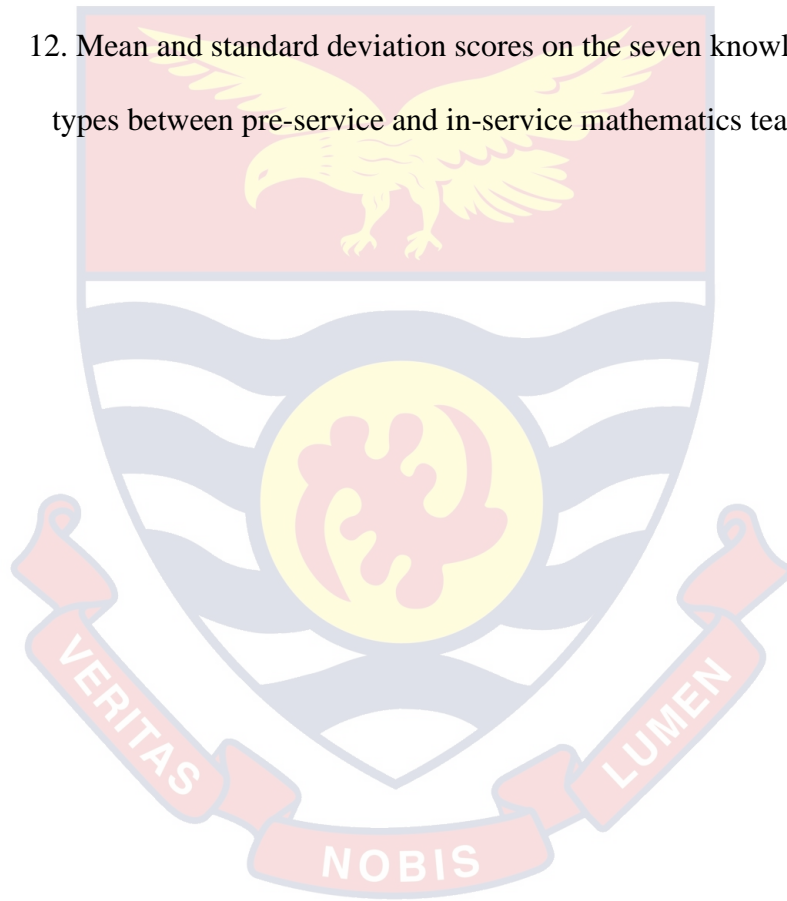 12. Mean and standard deviation scores on the seven knowl
types between pre-service and in-service mathematics tea
VERITAS
NOBIS
LUMEN